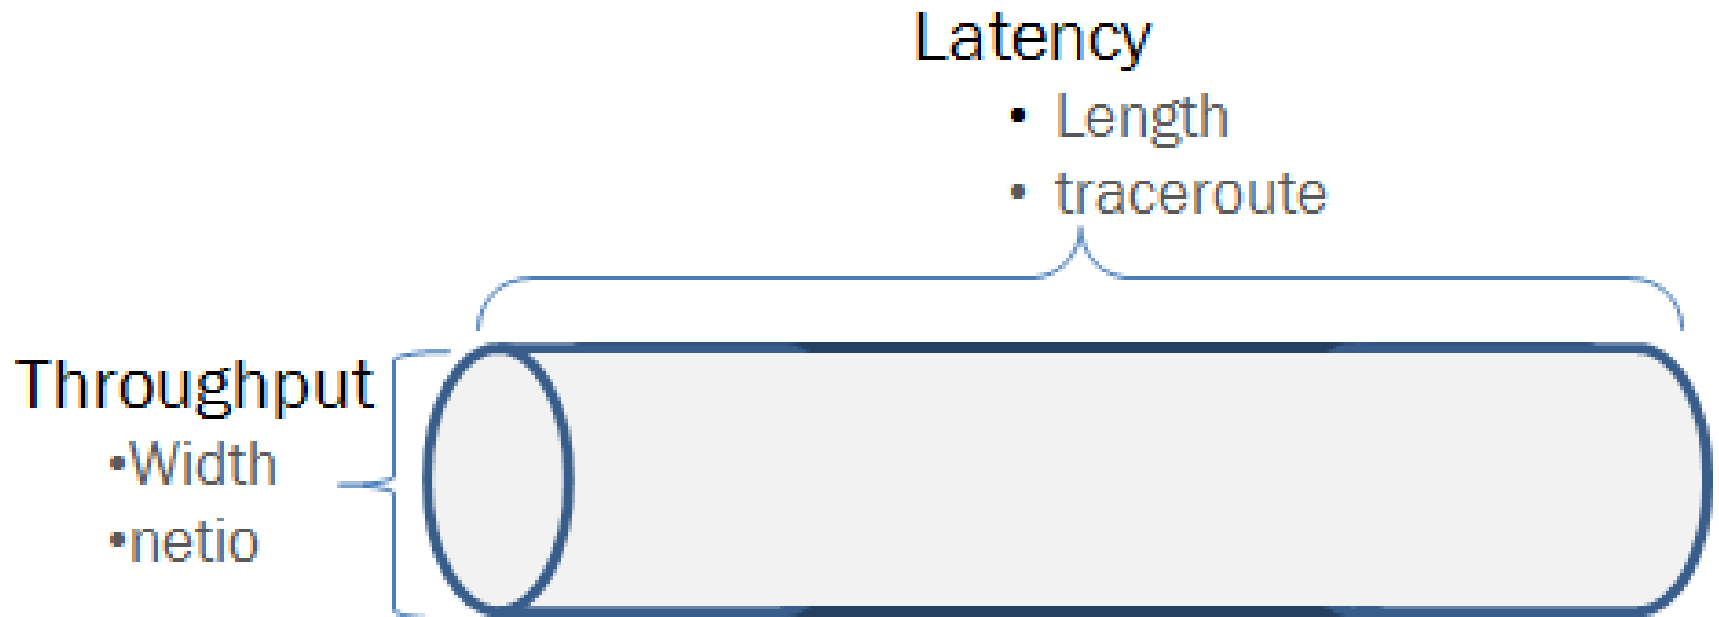 Latency
• Length
• traceroute
Throughput
•Width
•netio